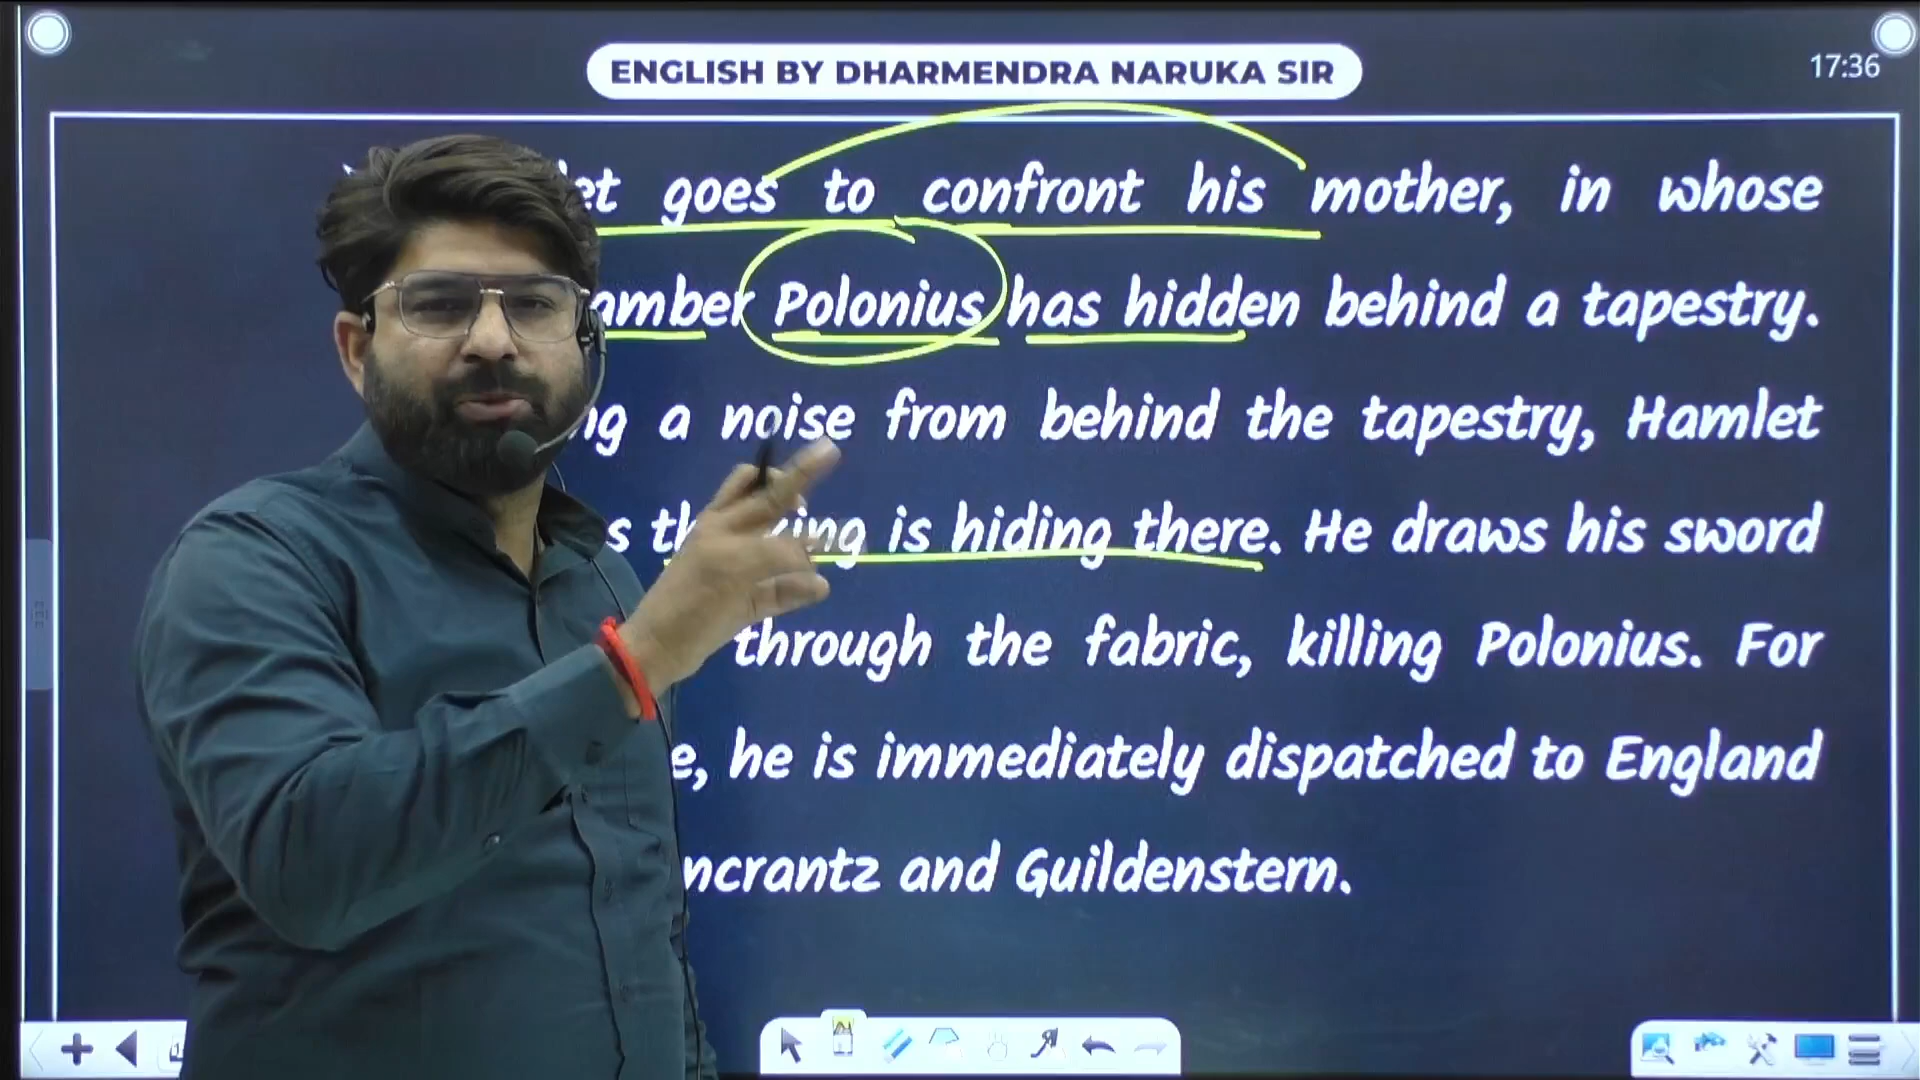 ENGLISH BY DHARMENDRA NARUKA SIR
17:36
goes to confront his mother, in whose
Polonius has hidden behind a tapestry.
a noise from behind the tapestry, Hamlet
is hiding there. He draws his sword
through the fabric, killing Polonius. For
he is immediately dispatched to England
and Guildenstern.